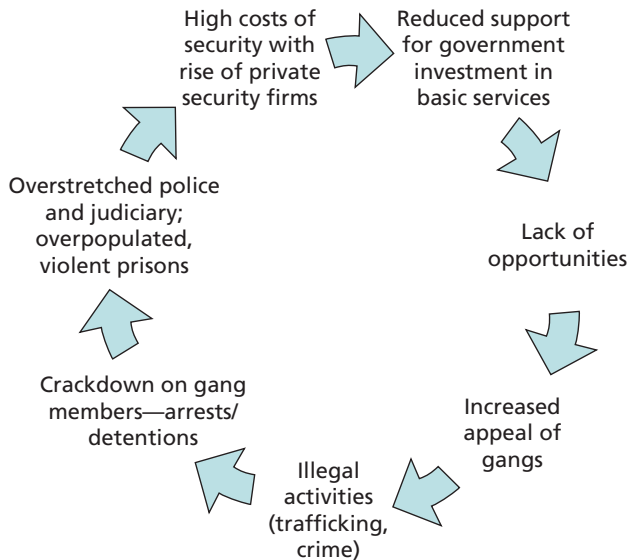 High costs of
security with
rise of private
security firms
Reduced support
for government
investment in
basic services
Lack of
opportunities
Increased
appeal of
gangs
Illegal
activities
(trafficking,
crime)
Crackdown on gang
members—arrests/
detentions
Overstretched police
and judiciary;
overpopulated,
violent prisons